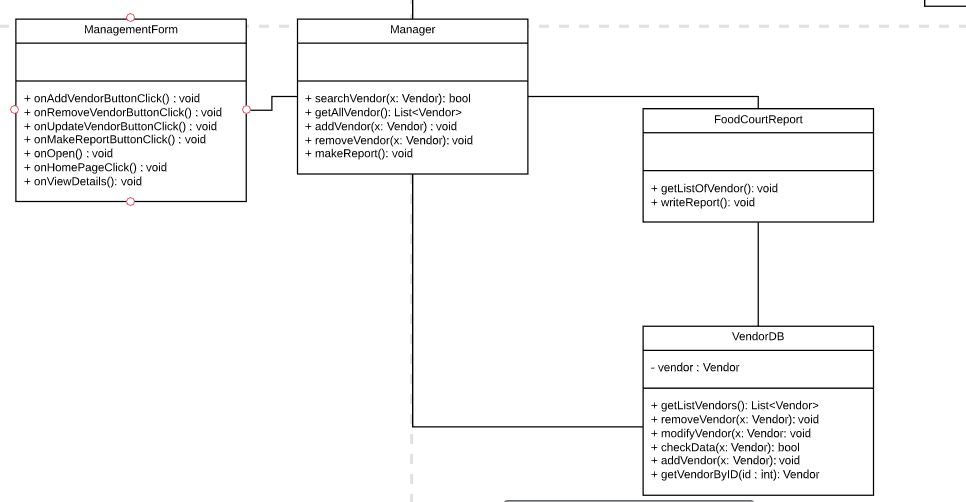 ManagementForm
+ onAddVendorButtonClick() : void
+ onRemoveVendorButtonClick() : void
+ onUpdateVendorButtonClick() : void
+ onMakeReportButtonClick() : void
+ onOpen() : void
+ onHomePageClick() : void
+ onViewDetails(): void
Manager
+ searchVendor(x: Vendor): bool
+ getAllVendor(): List<Vendor>
+ addVendor(x: Vendor) : void
+ removeVendor(x: Vendor): void
+ makeReport(): void
FoodCourtReport
+ getListOfVendor(): void
+ writeReport(): void
VendorDB
- vendor : Vendor
+ getListVendors(): List<Vendor>
+ removeVendor(x: Vendor): void
+ modifyVendor(x: Vendor: void
+ checkData(x: Vendor): bool
+ addVendor(x: Vendor): void
+ getVendorByID(id : int): Vendor